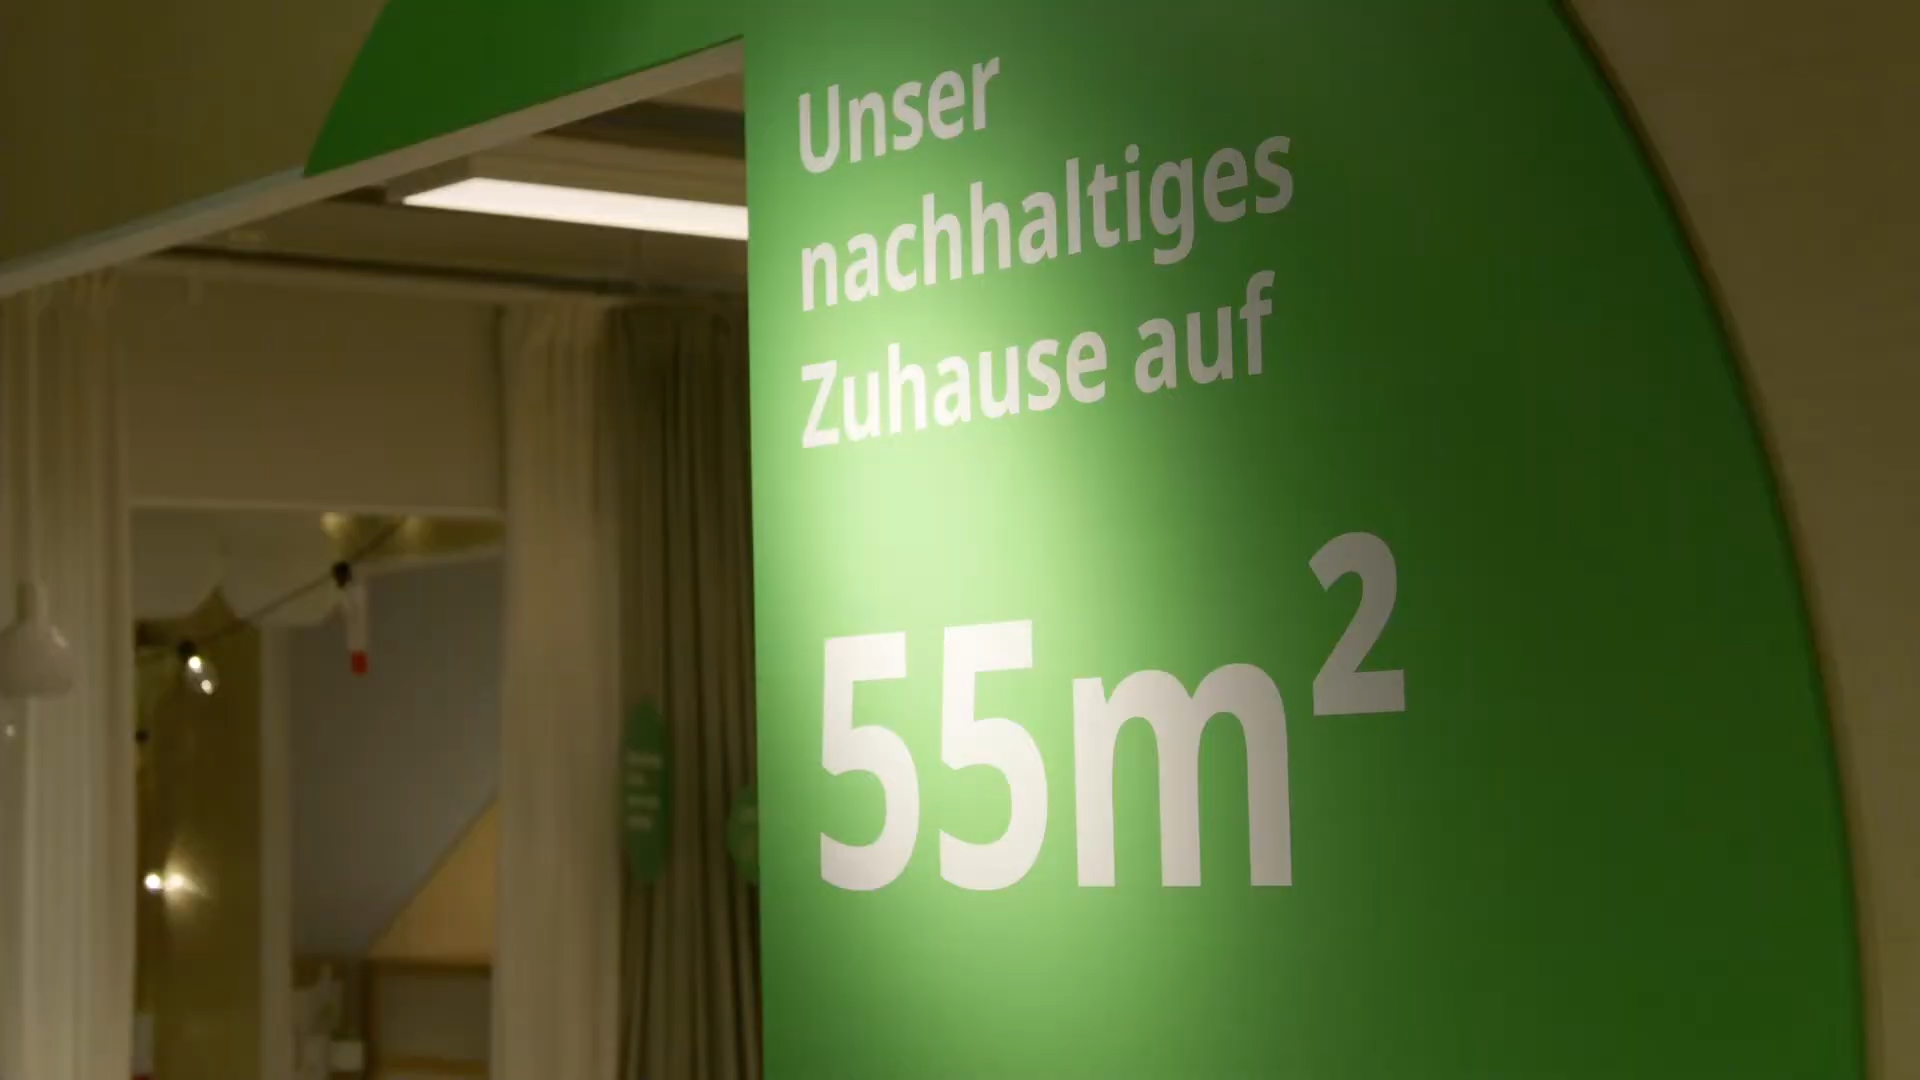 Unser
nachhaltiges
Zuhause auf
55m²